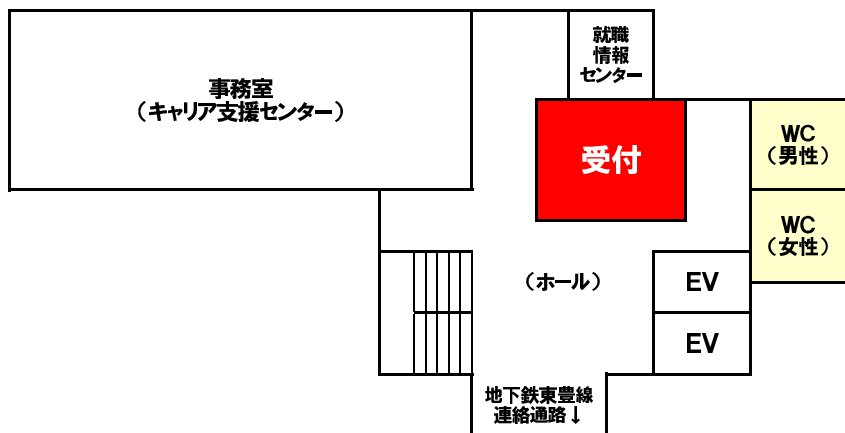 就職
情報
センター
事務室
（キャリア支援センター）
受付
WC
（男性）
WC
（女性）
（ホール）
EV
EV
地下鉄東豊線
連絡通路↓